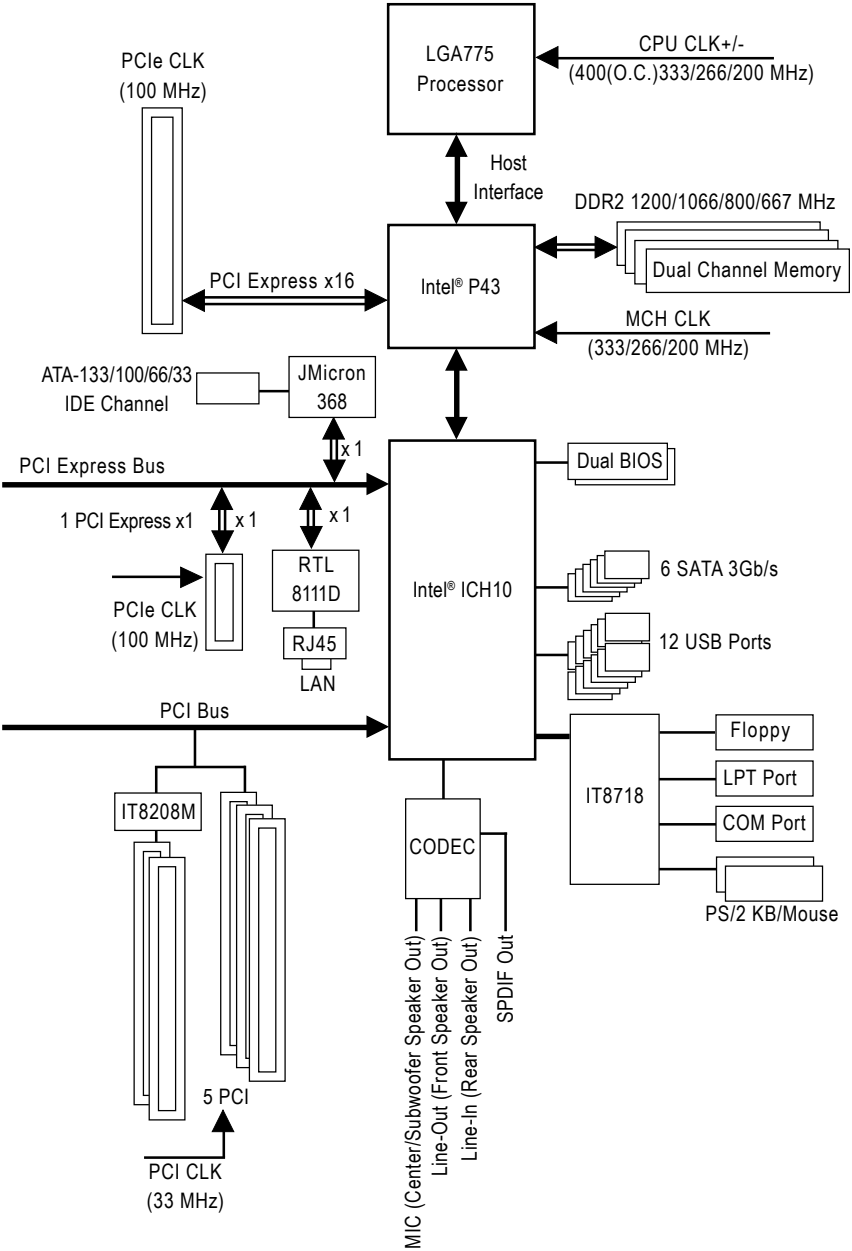 LGA775
Processor
CPU CLK+/-
(400(O.C.)333/266/200 MHz)
PCIe CLK
(100 MHz)
Host
Interface
DDR2 1200/1066/800/667 MHz
Dual Channel Memory
PCI Express x16
Intel® P43
MCH CLK
(333/266/200 MHz)
ATA-133/100/66/33
IDE Channel
JMicron
368
x 1
PCI Express Bus
Dual BIOS
1 PCI Express x1
x 1
x 1
RTL
8111D
Intel® ICH10
6 SATA 3Gb/s
PCIe CLK
(100 MHz)
RJ45
LAN
12 USB Ports
PCI Bus
IT8718
Floppy
LPT Port
COM Port
PS/2 KB/Mouse
IT8208M
CODEC
MIC (Center/Subwoofer Speaker Out)
Line-Out (Front Speaker Out)
Line-In (Rear Speaker Out)
SPDIF Out
5 PCI
PCI CLK
(33 MHz)